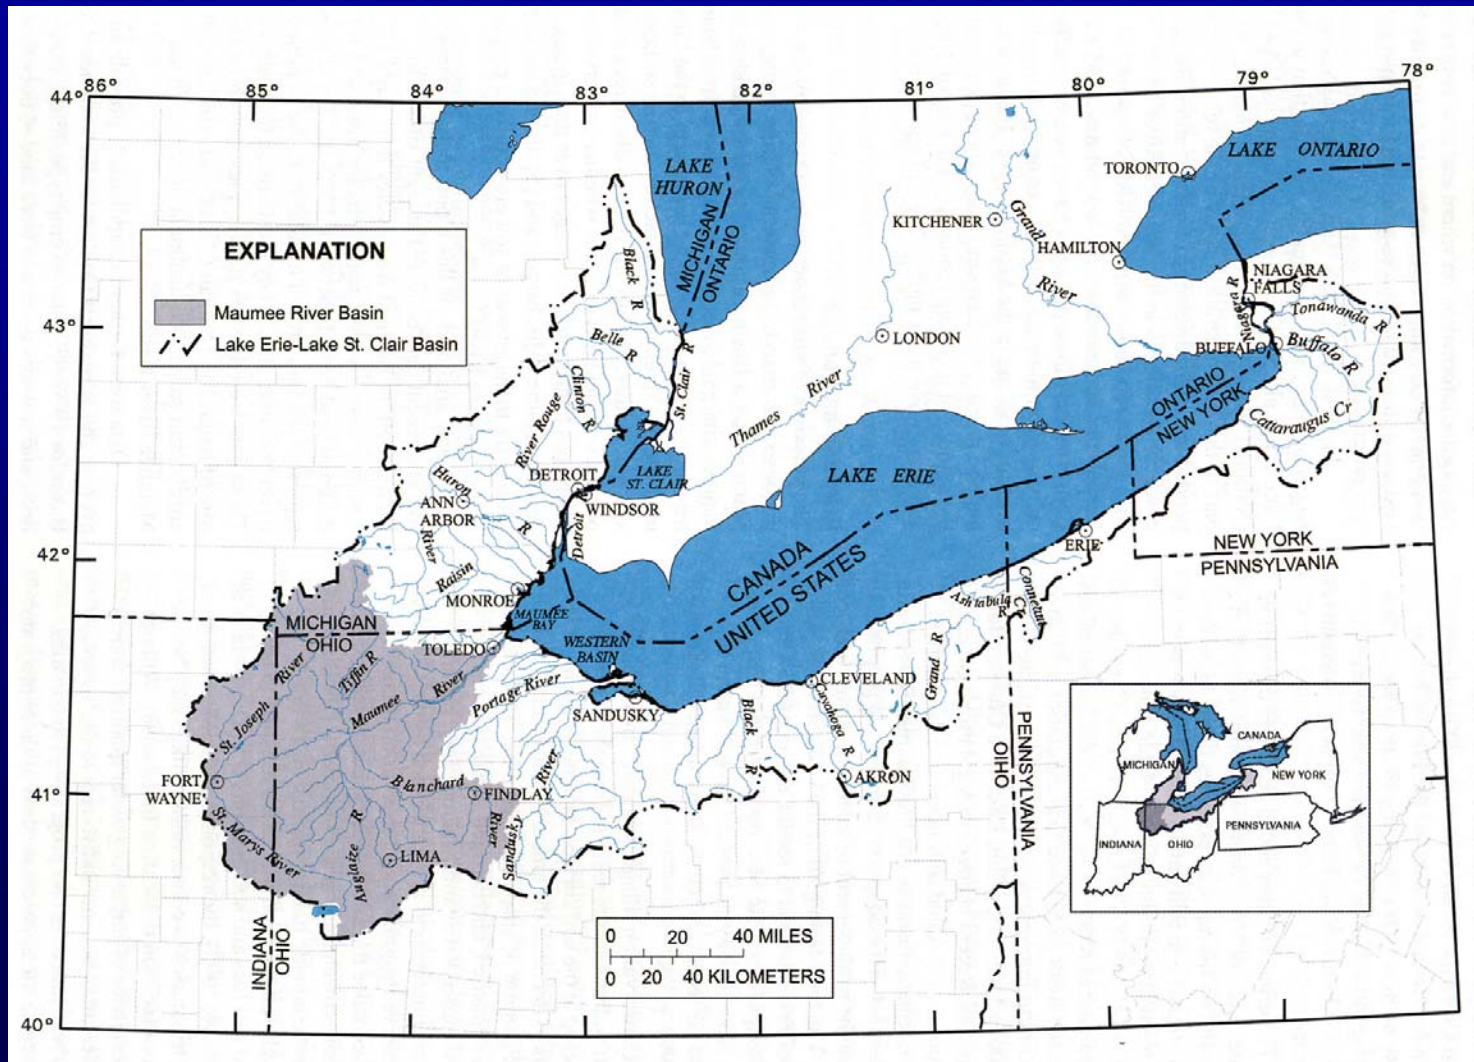 86°
85°
84°
83°
82°
81°
80°
79°
78°
44°
43°
42°
41°
40°
EXPLANATION
Maumee River Basin
Lake Erie-Lake St. Clair Basin
LAKE
HURON
MICHIGAN
ONTARIO
LAKE ONTARIO
TORONTO
KITCHENER
Grand
River
HAMILTON
NIAGARA
FALLS
Niagara R
Tonawanda R
BUFFALO
Buffalo R
Cattaraugus Cr
ONTARIO
NEW YORK
LONDON
Thames River
Black R
Belle R
Clinton R
St. Clair R
River Rouge
LAKE
ST. CLAIR
DETROIT
WINDSOR
Detroit R
Huron
ANN
ARBOR
River
Raisin
MONROE
MAUMEE
BAY
LAKE ERIE
CANADA
UNITED STATES
WESTERN
BASIN
ERIE
NEW YORK
PENNSYLVANIA
Conneaut Cr
Ashtabula R
MICHIGAN
OHIO
TOLEDO
St. Joseph River
Tiffin R
Maumee River
Portage River
SANDUSKY
CLEVELAND
Grand R
Black R
Cuyahoga R
AKRON
FORT
WAYNE
Blanchard River
FINDLAY
Sandusky River
St. Marys River
Auglaize R
LIMA
INDIANA
OHIO
PENNSYLVANIA
OIHO
0 20 40 MILES
0 20 40 KILOMETERS
CANADA
MICHIGAN
NEW YORK
PENNSYLVANIA
INDIANA
OHIO